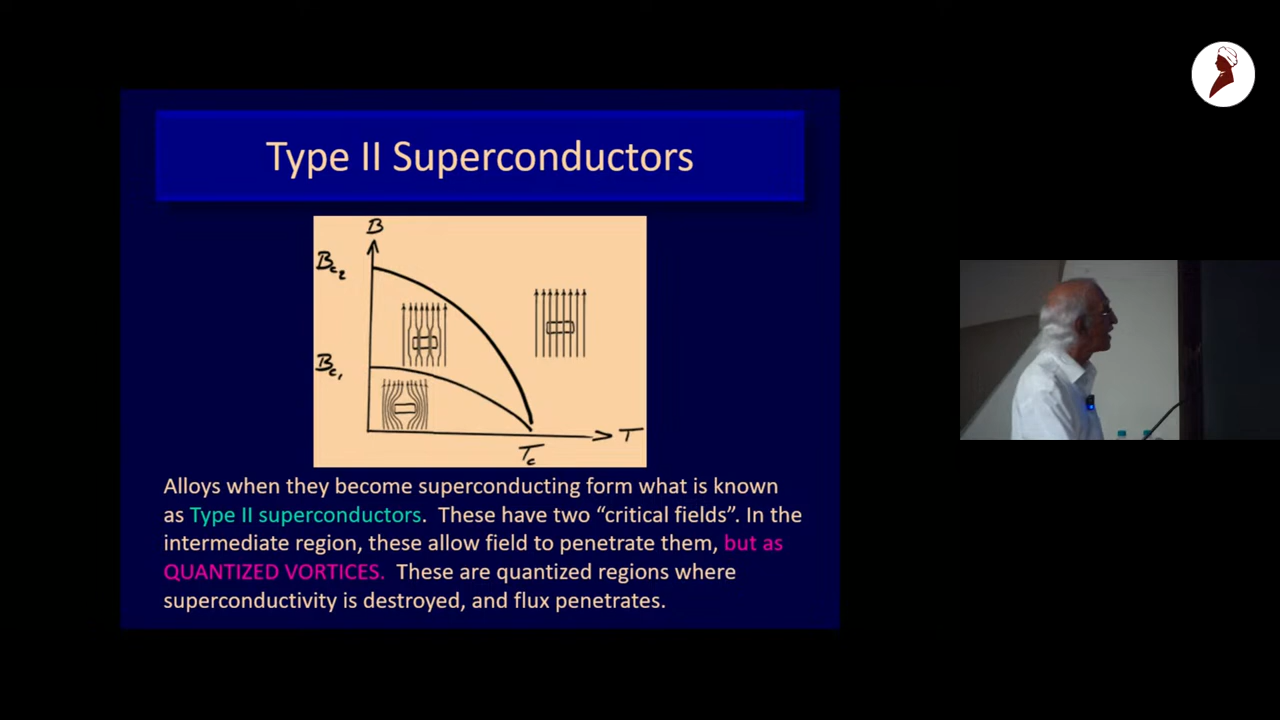 Type II Superconductors
B
Bc₂
Bc₁
T
Tc
Alloys when they become superconducting form what is known
as Type II superconductors. These have two “critical fields”. In the
intermediate region, these allow field to penetrate them, but as
QUANTIZED VORTICES. These are quantized regions where
superconductivity is destroyed, and flux penetrates.